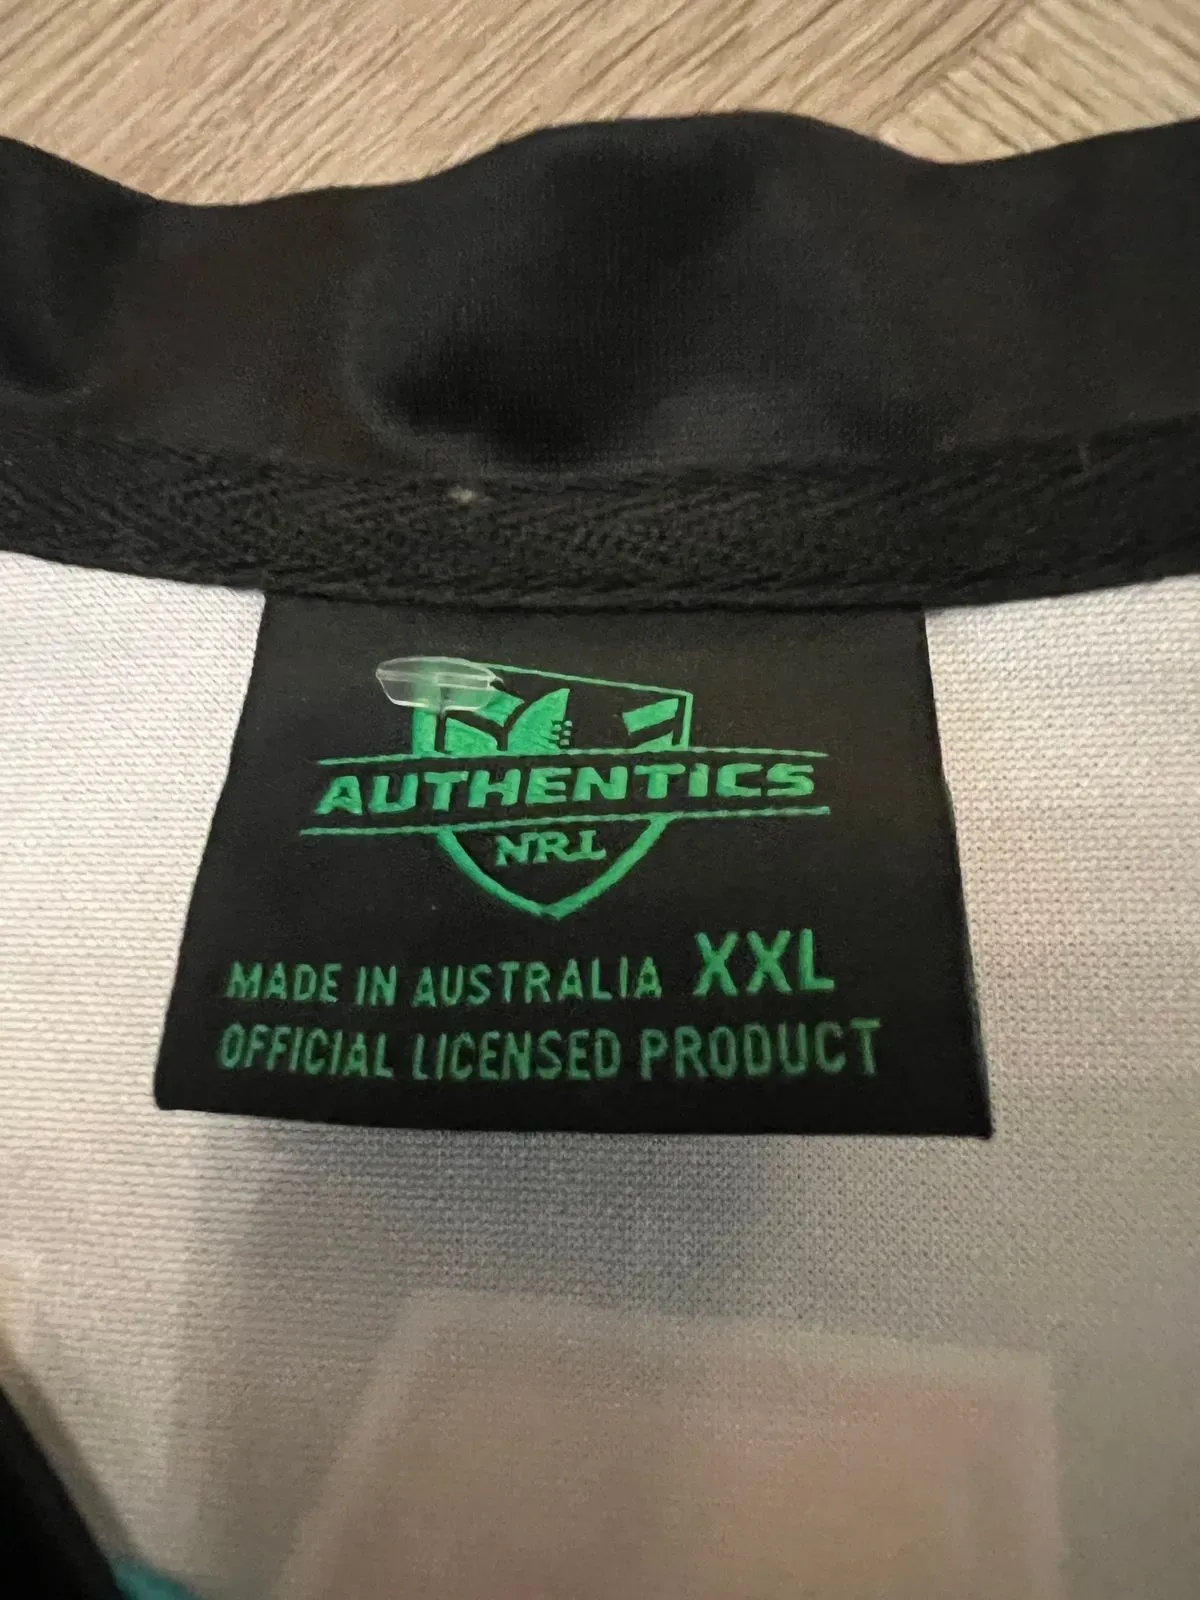 AUTHENTICS
NRL
MADE IN AUSTRALIA XXL
OFFICIAL LICENSED PRODUCT